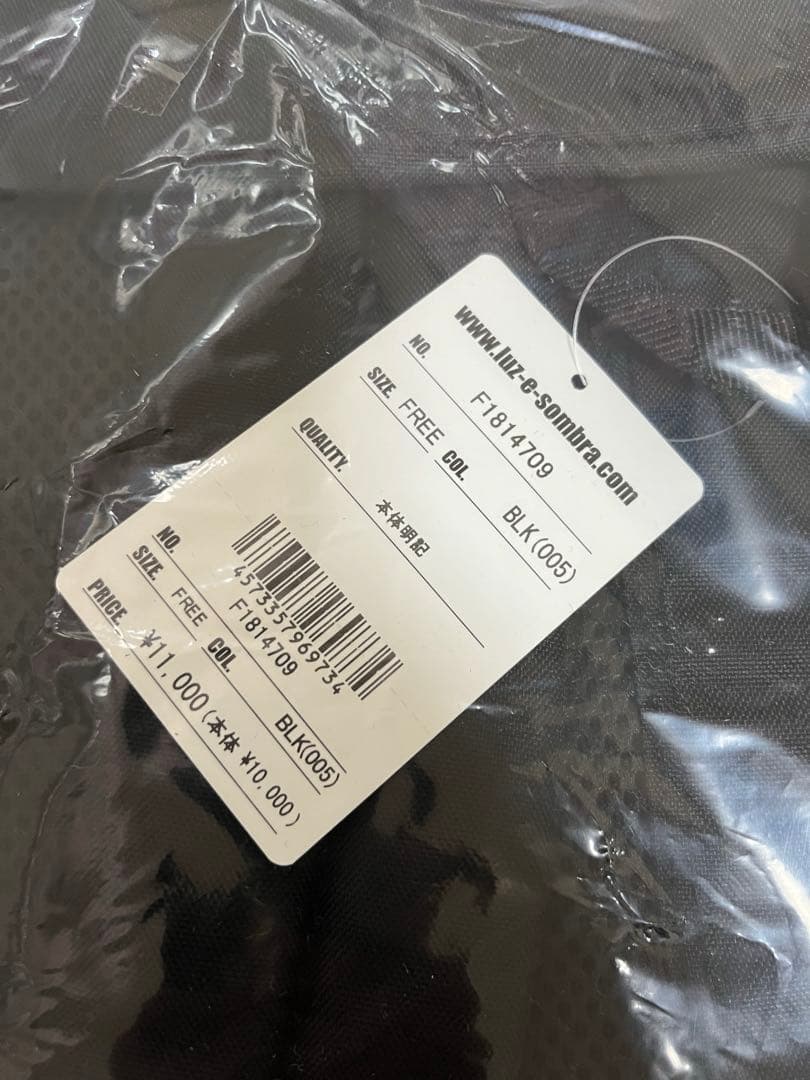 www.luz-e-sombra.com
NO. F1814709
SIZE FREE COL. BLK(005)
QUALITY.
本体明記
4573357969734
NO. F1814709
SIZE FREE COL. BLK(005)
PRICE ¥11,000(本体 ¥10,000)